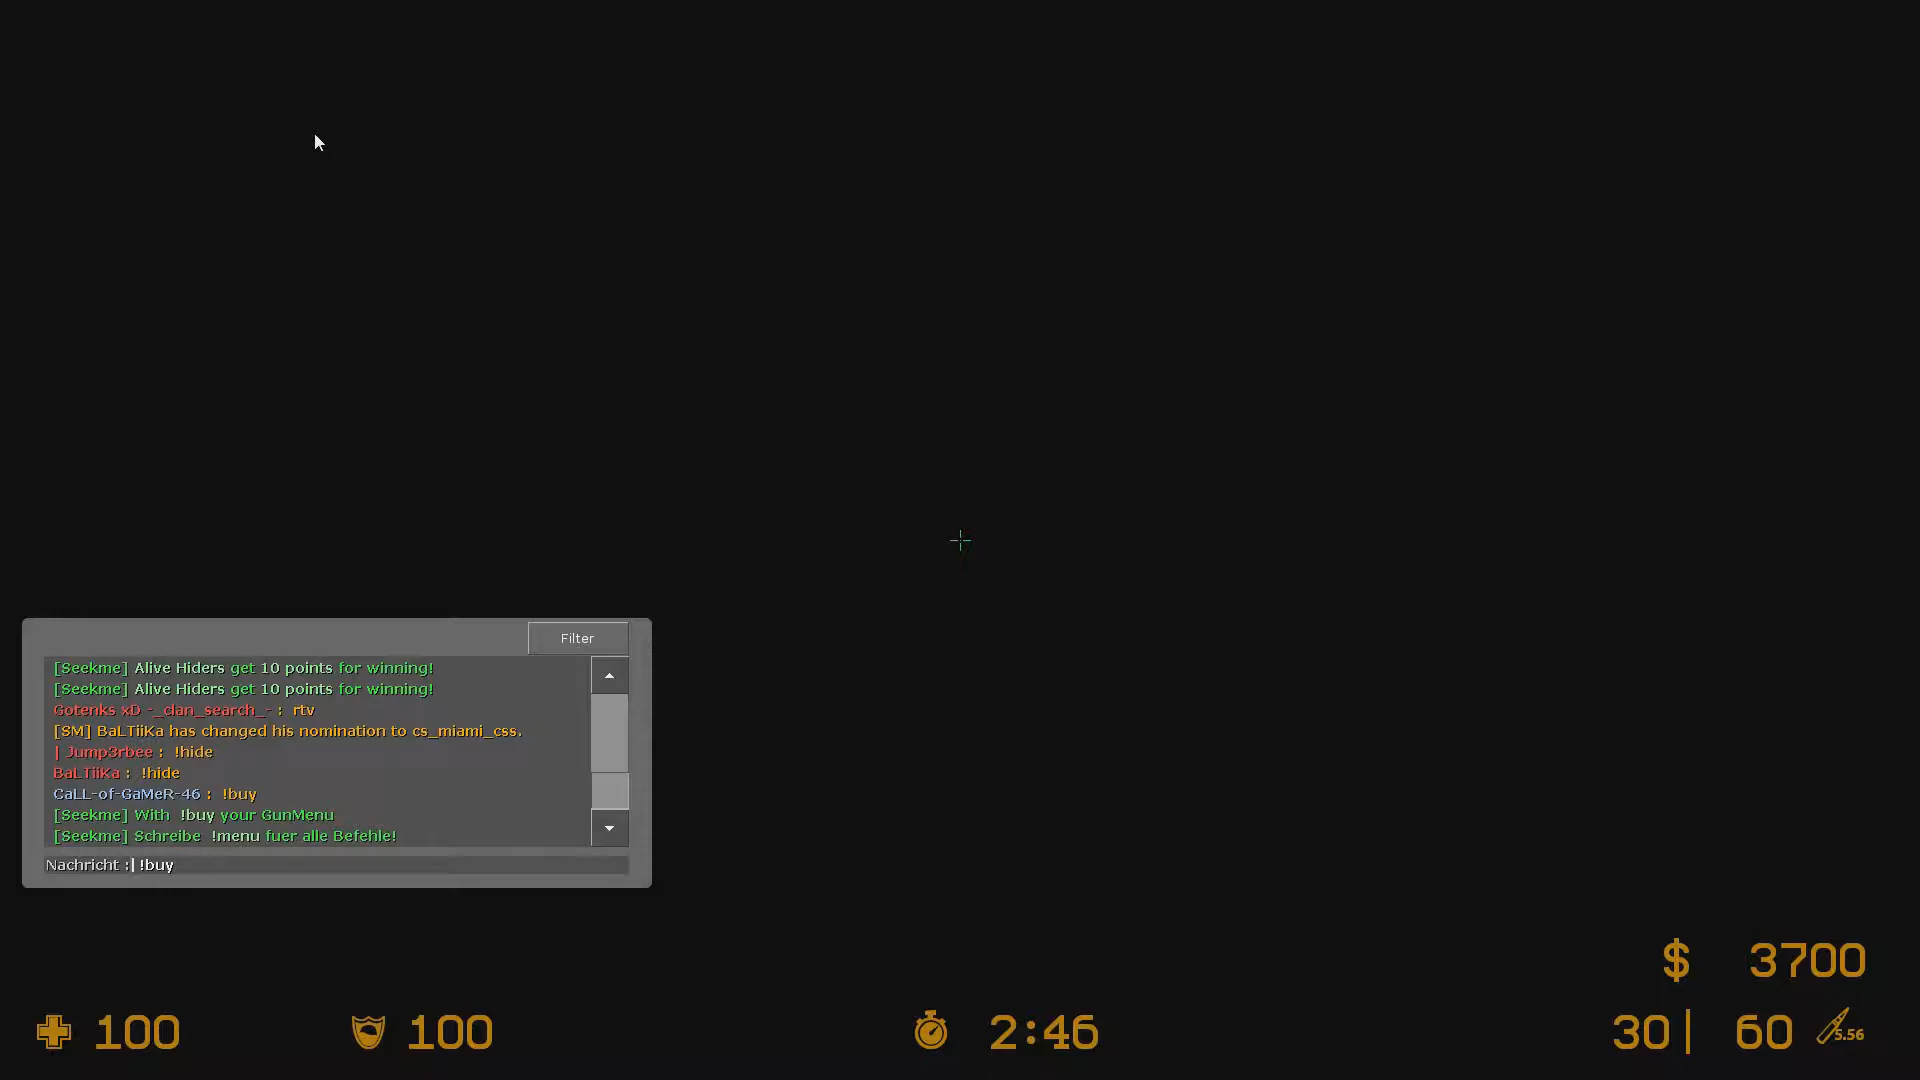 Filter
[Seekme] Alive Hiders get 10 points for winning!
[Seekme] Alive Hiders get 10 points for winning!
Gotenks xD -_clan_search_- : rtv
[SM] BaLTiiKa has changed his nomination to cs_miami_css.
| Jump3rbee : !hide
BaLTiiKa : !hide
CaLL-of-GaMeR-46 : !buy
[Seekme] With !buy your GunMenu
[Seekme] Schreibe !menu fuer alle Befehle!
Nachricht : !buy
$ 3700
100 100 2:46 30| 60 5.56